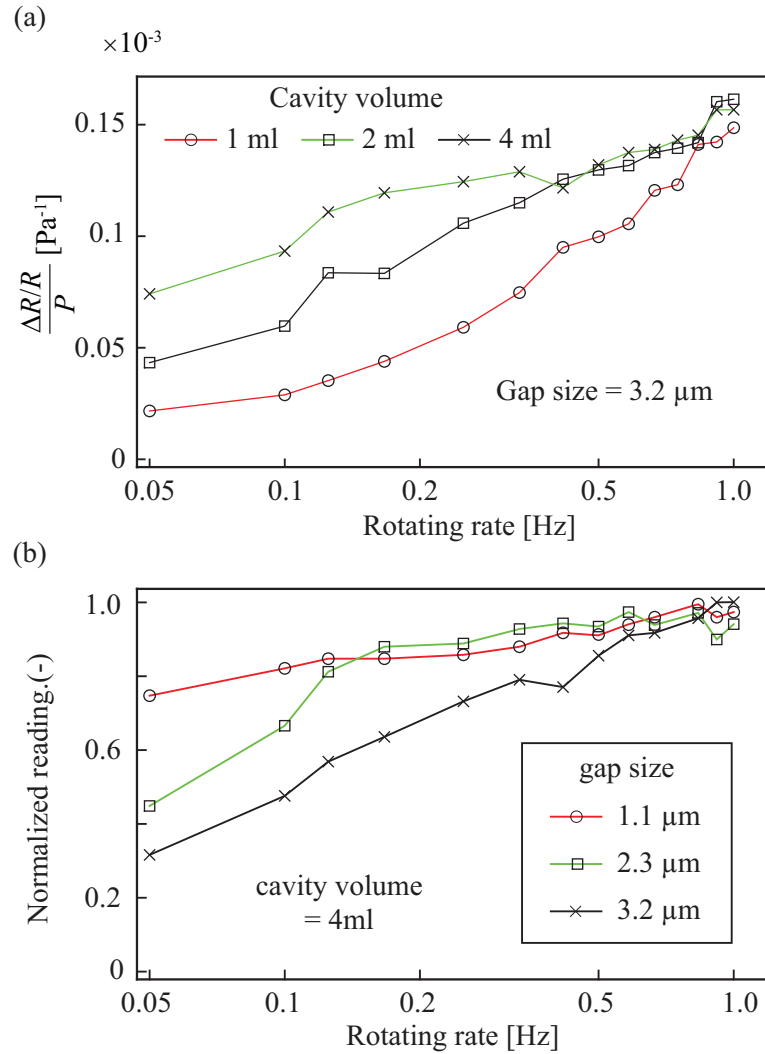 (a)
×10⁻³
Cavity volume
1 ml 2 ml 4 ml
0.15
0.1
0.05
0
ΔR/R
P
[Pa⁻¹]
Gap size = 3.2 µm
0.05 0.1 0.2 0.5 1.0
Rotating rate [Hz]
(b)
1.0
0.6
0.2
0
Normalized reading.(-)
gap size
1.1 µm
2.3 µm
3.2 µm
cavity volume
= 4ml
0.05 0.1 0.2 0.5 1.0
Rotating rate [Hz]